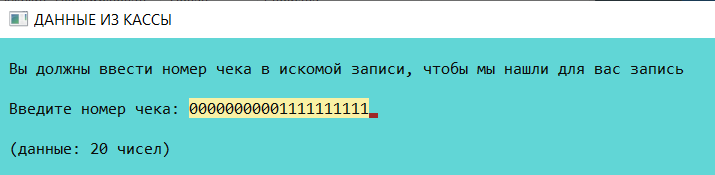 ДАННЫЕ ИЗ КАССЫ
Вы должны ввести номер чека в искомой записи, чтобы мы нашли для вас запись
Введите номер чека: 00000000001111111111
(данные: 20 чисел)